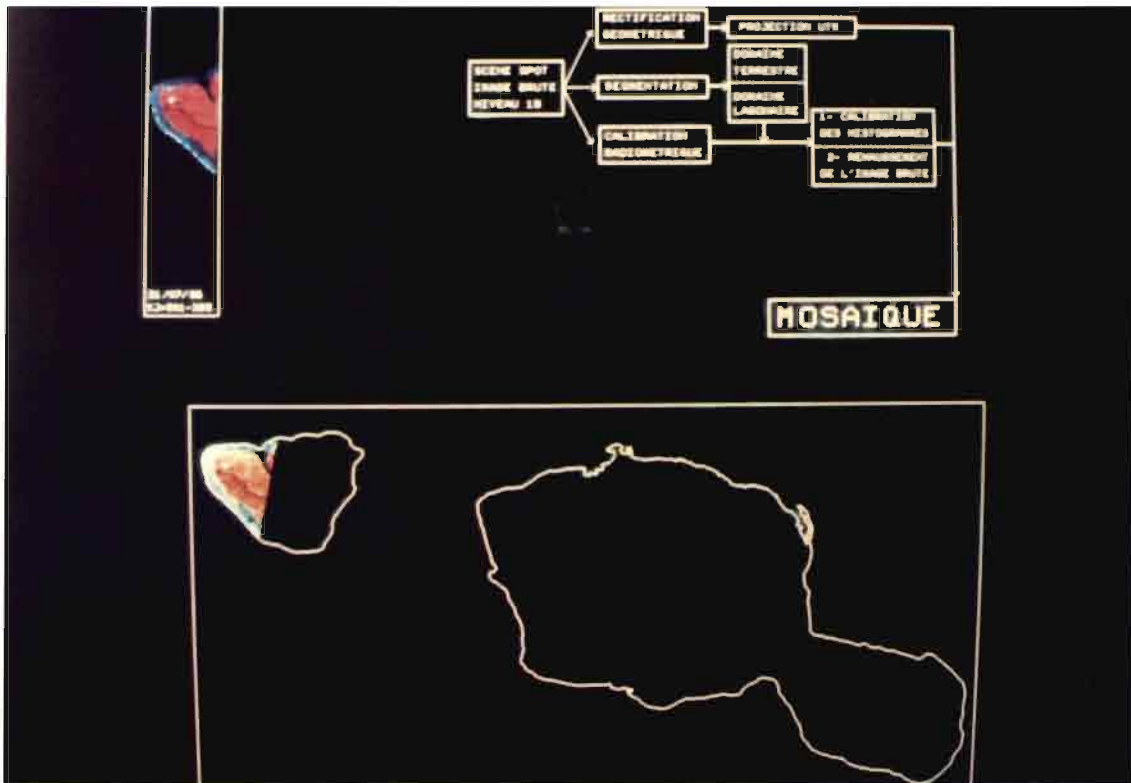 RECTIFICATION
GEOMETRIQUE
PROJECTION UTM
SCENE SPOT
IMAGE BRUTE
NIVEAU 1B
SEGMENTATION
DOMAINE
TERRESTRE
DOMAINE
LAGONAIRE
CALIBRATION
RADIOMETRIQUE
1- CALIBRATION
DES HISTOGRAMMES
2- REHAUSSEMENT
DE L'IMAGE BRUTE
MOSAIQUE